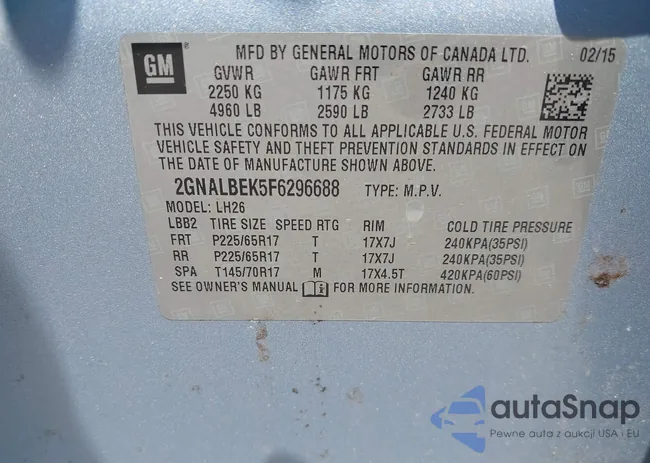 GM
MFD BY GENERAL MOTORS OF CANADA LTD. 02/15
GVWR GAWR FRT GAWR RR
2250 KG 1175 KG 1240 KG
4960 LB 2590 LB 2733 LB
THIS VEHICLE CONFORMS TO ALL APPLICABLE U.S. FEDERAL MOTOR
VEHICLE SAFETY AND THEFT PREVENTION STANDARDS IN EFFECT ON
THE DATE OF MANUFACTURE SHOWN ABOVE.
2GNALBEK5F6296688 TYPE: M.P.V.
MODEL: LH26
LBB2 TIRE SIZE SPEED RTG RIM COLD TIRE PRESSURE
FRT P225/65R17 T 17X7J 240KPA(35PSI)
RR P225/65R17 T 17X7J 240KPA(35PSI)
SPA T145/70R17 M 17X4.5T 420KPA(60PSI)
SEE OWNER'S MANUAL FOR MORE INFORMATION.
autaSnap
Pewne auta z aukcji USA i EU